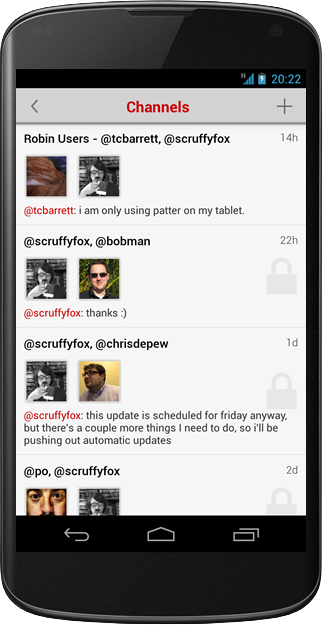 H 20:22
Channels
Robin Users - @tcbarrett, @scruffyfox 14h
@tcbarrett: i am only using patter on my tablet.
@scruffyfox, @bobman 22h
@scruffyfox: thanks :)
@scruffyfox, @chrisdepew 1d
@scruffyfox: this update is scheduled for friday anyway,
but there's a couple more things I need to do, so i'll be
pushing out automatic updates
@po, @scruffyfox 2d